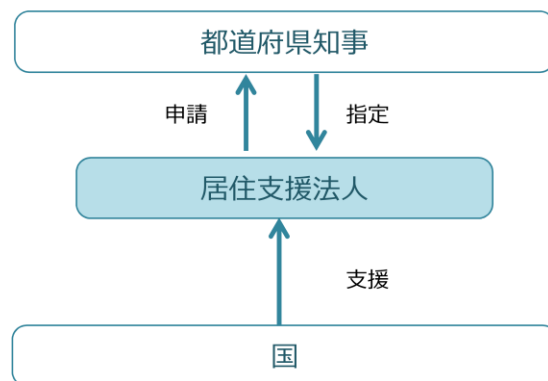 都道府県知事
申請
指定
居住支援法人
支援
国